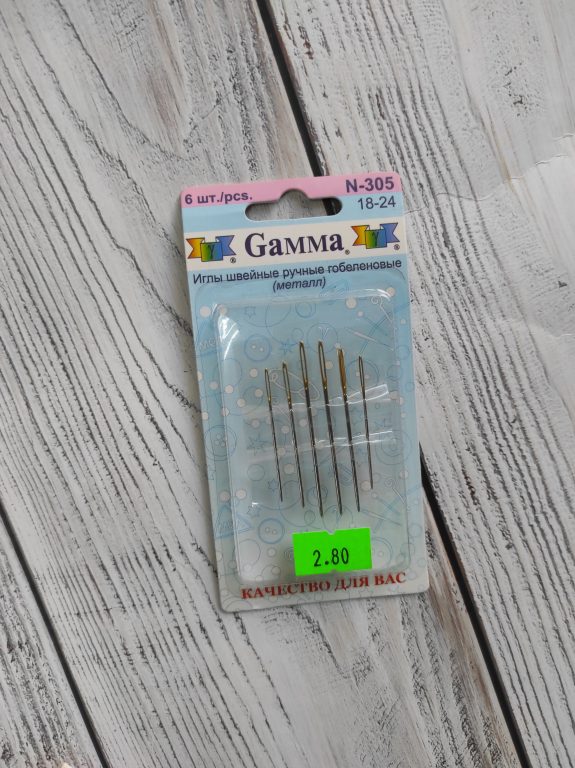 6 шт./pcs.
N-305
18-24
Gamma®
Иглы швейные ручные гобеленовые
(металл)
2.80
КАЧЕСТВО ДЛЯ ВАС